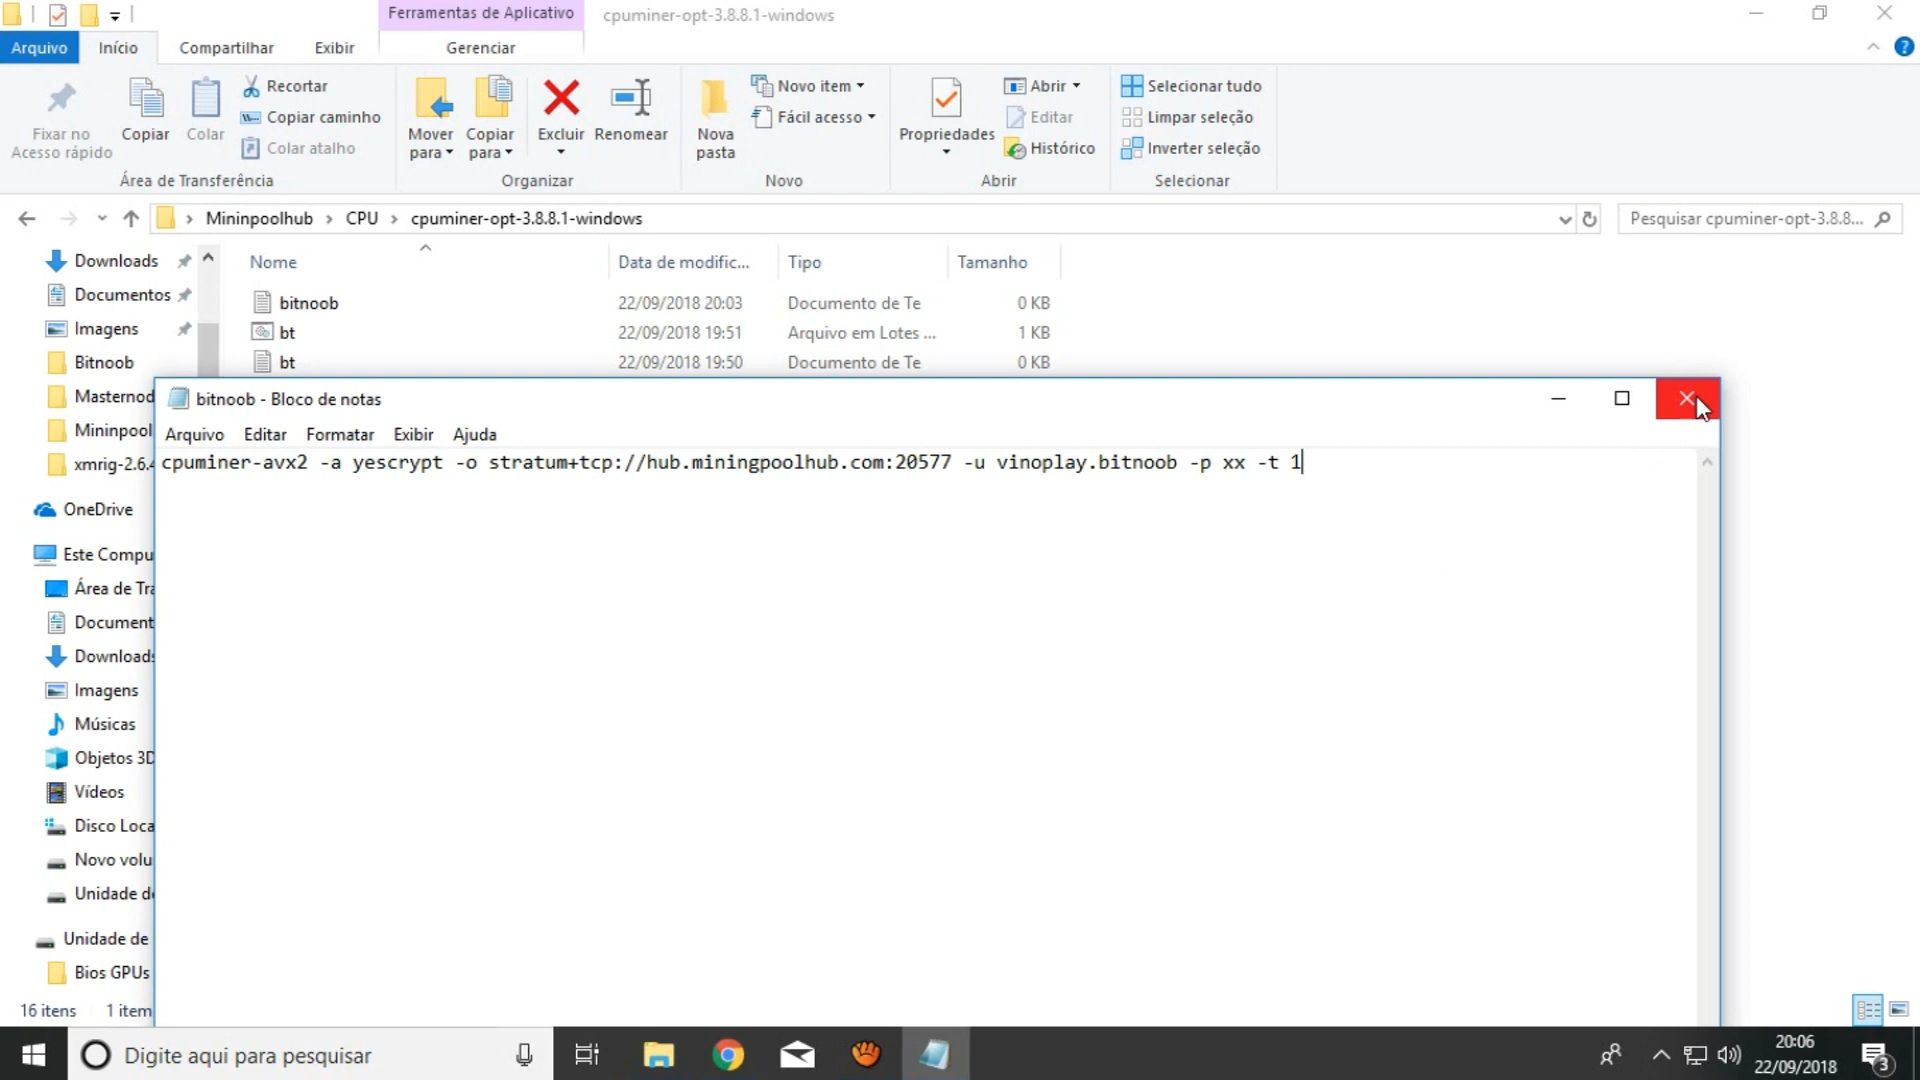 Ferramentas de Aplicativo
cpuminer-opt-3.8.8.1-windows
Arquivo
Início
Compartilhar
Exibir
Gerenciar
Fixar no
Acesso rápido
Copiar
Colar
Recortar
Copiar caminho
Colar atalho
Mover
para
Copiar
para
Excluir
Renomear
Nova
pasta
Novo item
Fácil acesso
Propriedades
Abrir
Editar
Histórico
Selecionar tudo
Limpar seleção
Inverter seleção
Área de Transferência
Organizar
Novo
Abrir
Selecionar
Mininpoolhub › CPU › cpuminer-opt-3.8.8.1-windows
Pesquisar cpuminer-opt-3.8.8...
Nome
Data de modific...
Tipo
Tamanho
bitnoob 22/09/2018 20:03 Documento de Te 0 KB
bt 22/09/2018 19:51 Arquivo em Lotes ... 1 KB
bt 22/09/2018 19:50 Documento de Te 0 KB
Downloads
Documentos
Imagens
Bitnoob
Masternod
Mininpool
xmrig-2.6.4
OneDrive
Este Compu
Área de Tra
Document
Downloads
Imagens
Músicas
Objetos 3D
Vídeos
Disco Loca
Novo volu
Unidade de
Unidade de
Bios GPUs
16 itens
1 item
bitnoob - Bloco de notas
Arquivo Editar Formatar Exibir Ajuda
cpuminer-avx2 -a yescrypt -o stratum+tcp://hub.miningpoolhub.com:20577 -u vinoplay.bitnoob -p xx -t 1
Digite aqui para pesquisar
20:06
22/09/2018
3